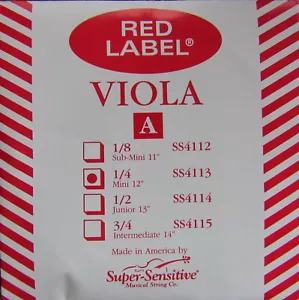 RED
LABEL®
VIOLA
A
1/8 SS4112
Sub-Mini 11"
1/4 SS4113
Mini 12"
1/2 SS4114
Junior 13"
3/4 SS4115
Intermediate 14"
Made in America by
Super-Sensitive®
Musical String Co.